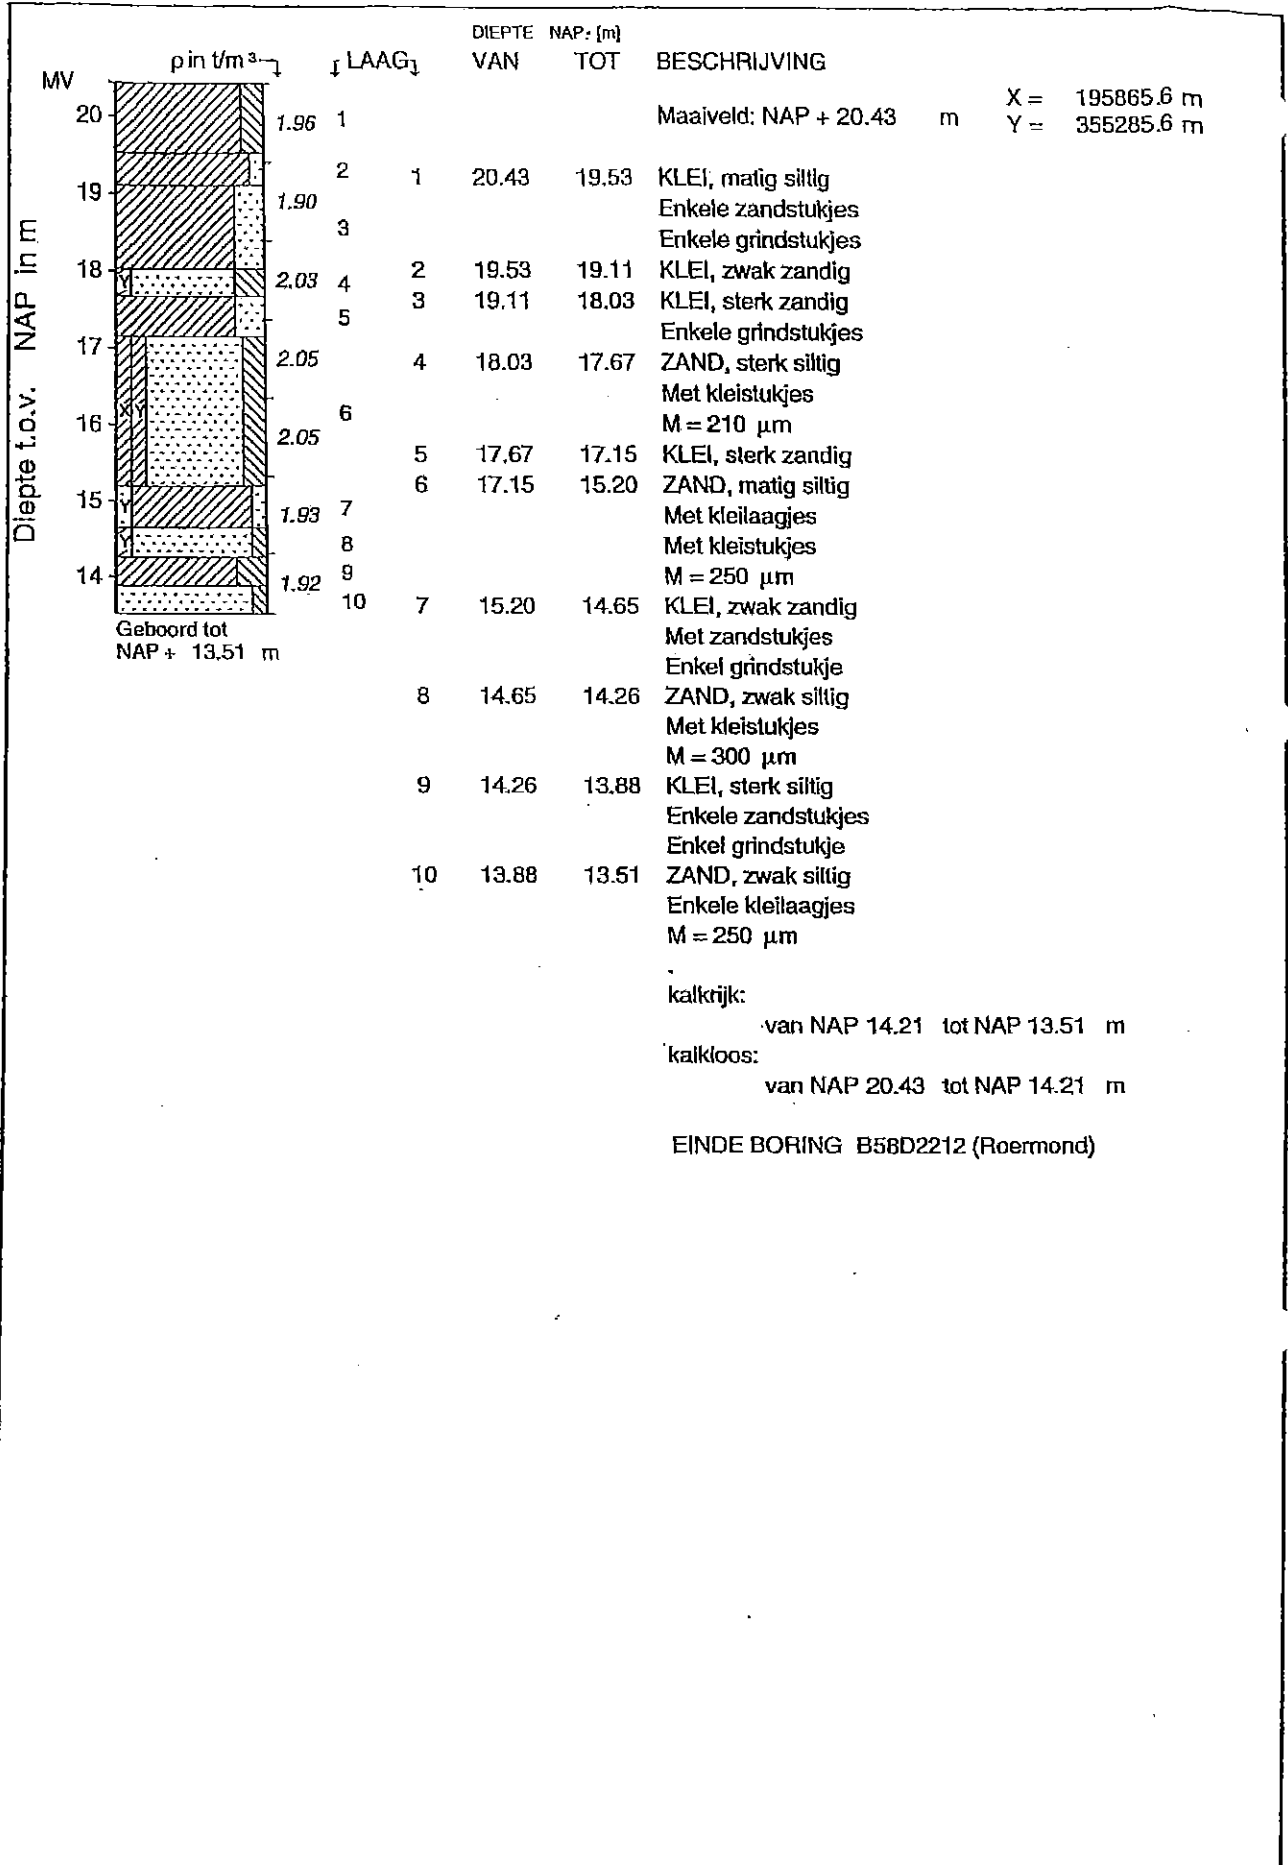 DIEPTE NAP: [m]
ρ in t/m³ LAAG VAN TOT BESCHRIJVING
MV
Maaiveld: NAP + 20.43 m
X = 195865.6 m
Y = 355285.6 m
Diepte t.o.v. NAP in m
20
19
18
17
16
15
14
1.96
1.90
2.03
2.05
2.05
1.93
1.92
1
2
3
4
5
6
7
8
9
10
Y
X Y
Y
Y
Geboord tot
NAP + 13.51 m
1 20.43 19.53 KLEI, matig siltig
Enkele zandstukjes
Enkele grindstukjes
2 19.53 19.11 KLEI, zwak zandig
3 19.11 18.03 KLEI, sterk zandig
Enkele grindstukjes
4 18.03 17.67 ZAND, sterk siltig
Met kleistukjes
M = 210 µm
5 17.67 17.15 KLEI, sterk zandig
6 17.15 15.20 ZAND, matig siltig
Met kleilaagjes
Met kleistukjes
M = 250 µm
7 15.20 14.65 KLEI, zwak zandig
Met zandstukjes
Enkel grindstukje
8 14.65 14.26 ZAND, zwak siltig
Met kleistukjes
M = 300 µm
9 14.26 13.88 KLEI, sterk siltig
Enkele zandstukjes
Enkel grindstukje
10 13.88 13.51 ZAND, zwak siltig
Enkele kleilaagjes
M = 250 µm
kalkrijk:
van NAP 14.21 tot NAP 13.51 m
kalkloos:
van NAP 20.43 tot NAP 14.21 m
EINDE BORING B58D2212 (Roermond)